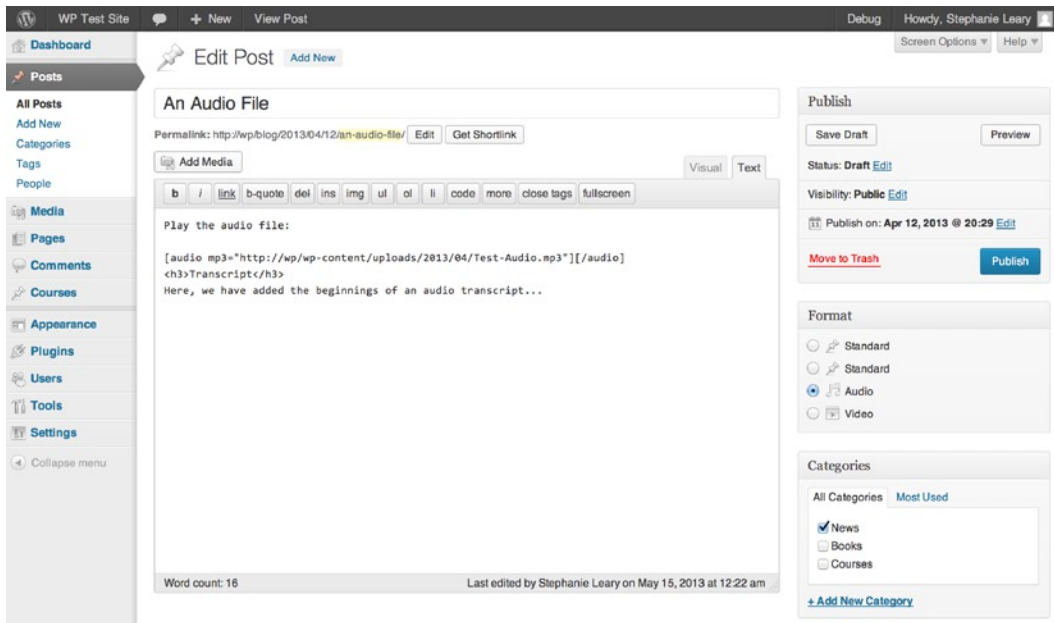 WP Test Site + New View Post Debug Howdy, Stephanie Leary
Dashboard
Posts
All Posts
Add New
Categories
Tags
People
Media
Pages
Comments
Courses
Appearance
Plugins
Users
Tools
Settings
Collapse menu
Screen Options Help
Edit Post Add New
An Audio File
Permalink: http://wp/blog/2013/04/12/an-audio-file/ Edit Get Shortlink
Add Media
Visual Text
b i link b-quote del ins img ul ol li code more close tags fullscreen
Play the audio file:
[audio mp3="http://wp/wp-content/uploads/2013/04/Test-Audio.mp3"][/audio]
<h3>Transcript</h3>
Here, we have added the beginnings of an audio transcript...
Word count: 16 Last edited by Stephanie Leary on May 15, 2013 at 12:22 am
Publish
Save Draft Preview
Status: Draft Edit
Visibility: Public Edit
11 Publish on: Apr 12, 2013 @ 20:29 Edit
Move to Trash Publish
Format
Standard
Standard
Audio
Video
Categories
All Categories Most Used
News
Books
Courses
+ Add New Category